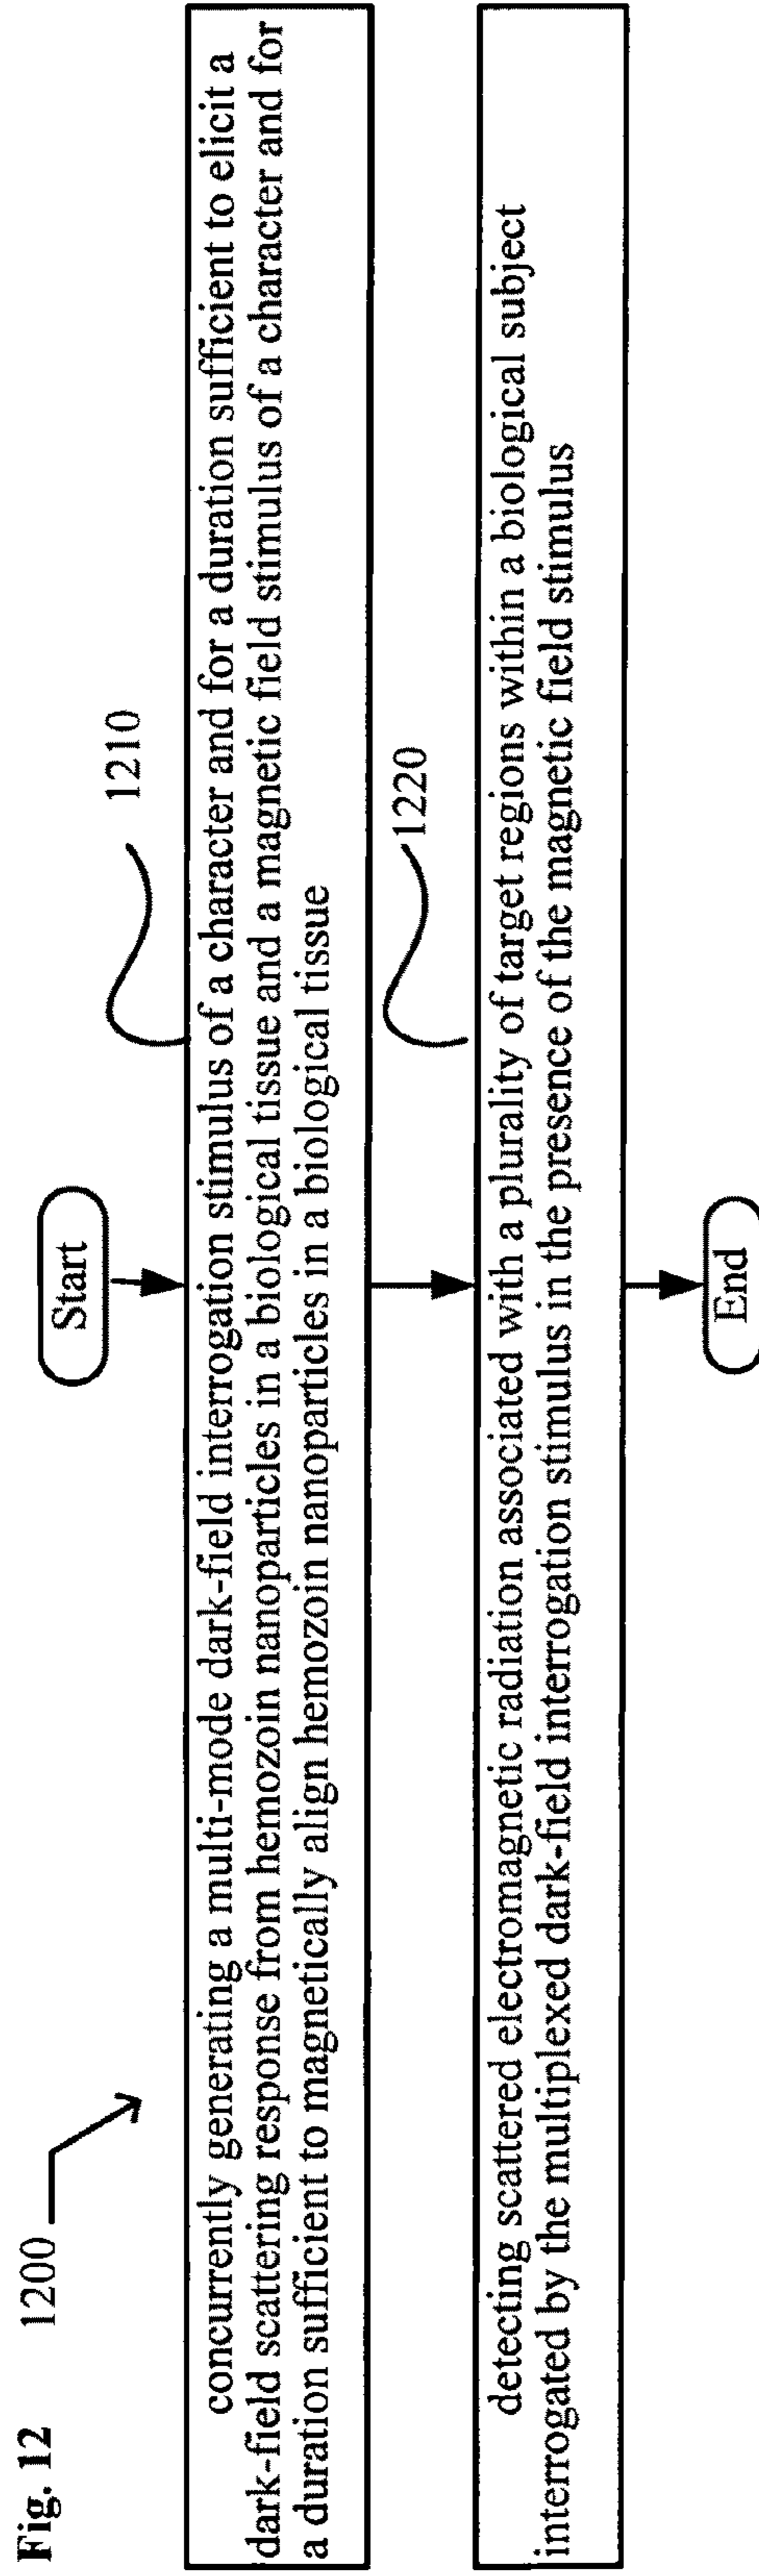 Fig. 12
1200
Start
1210
concurrently generating a multi-mode dark-field interrogation stimulus of a character and for a duration sufficient to elicit a
dark-field scattering response from hemozoin nanoparticles in a biological tissue and a magnetic field stimulus of a character and for
a duration sufficient to magnetically align hemozoin nanoparticles in a biological tissue
1220
detecting scattered electromagnetic radiation associated with a plurality of target regions within a biological subject
interrogated by the multiplexed dark-field interrogation stimulus in the presence of the magnetic field stimulus
End